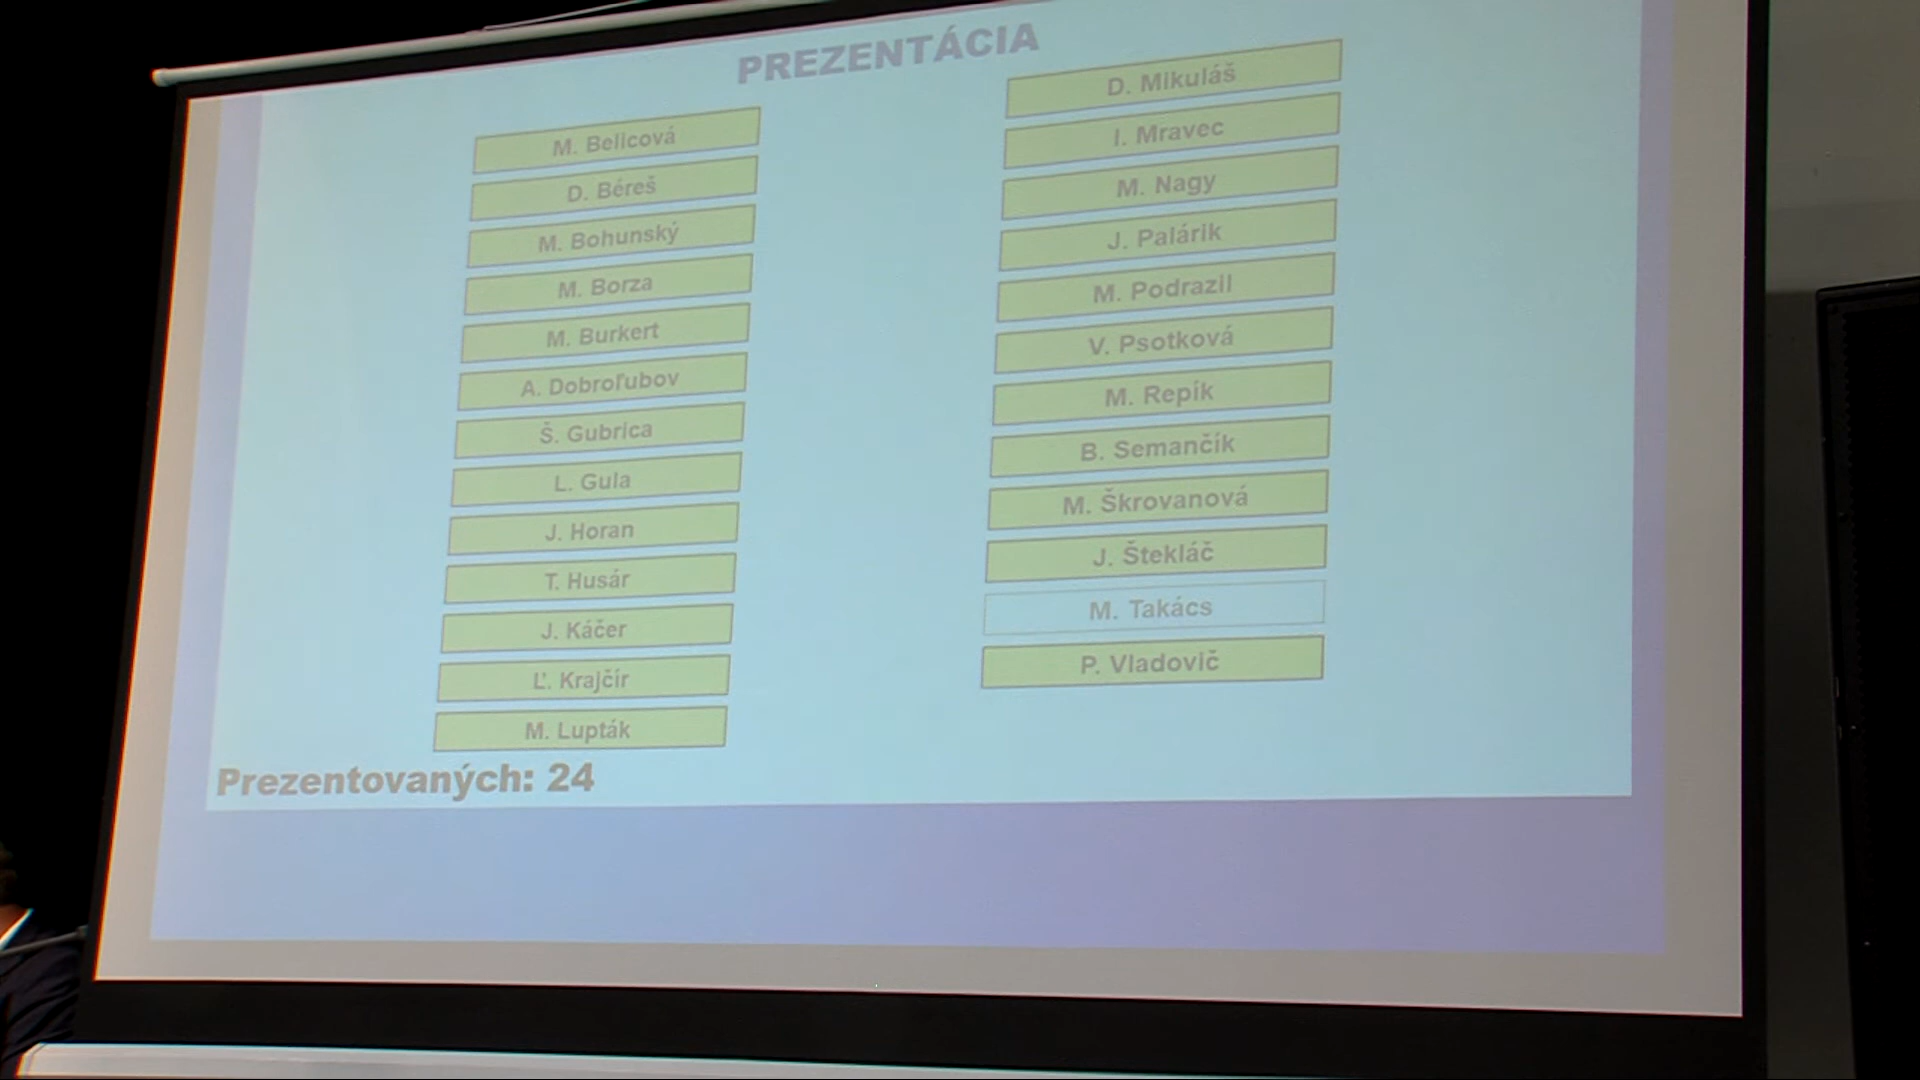 PREZENTÁCIA
M. Belicová
D. Béreš
M. Bohunský
M. Borza
M. Burkert
A. Dobroľubov
Š. Gubrica
L. Gula
J. Horan
T. Husár
J. Káčer
Ľ. Krajčír
M. Lupták
D. Mikuláš
I. Mravec
M. Nagy
J. Palárik
M. Podrazil
V. Psotková
M. Repík
B. Semančík
M. Škrovanová
J. Štekláč
M. Takács
P. Vladovič
Prezentovaných: 24